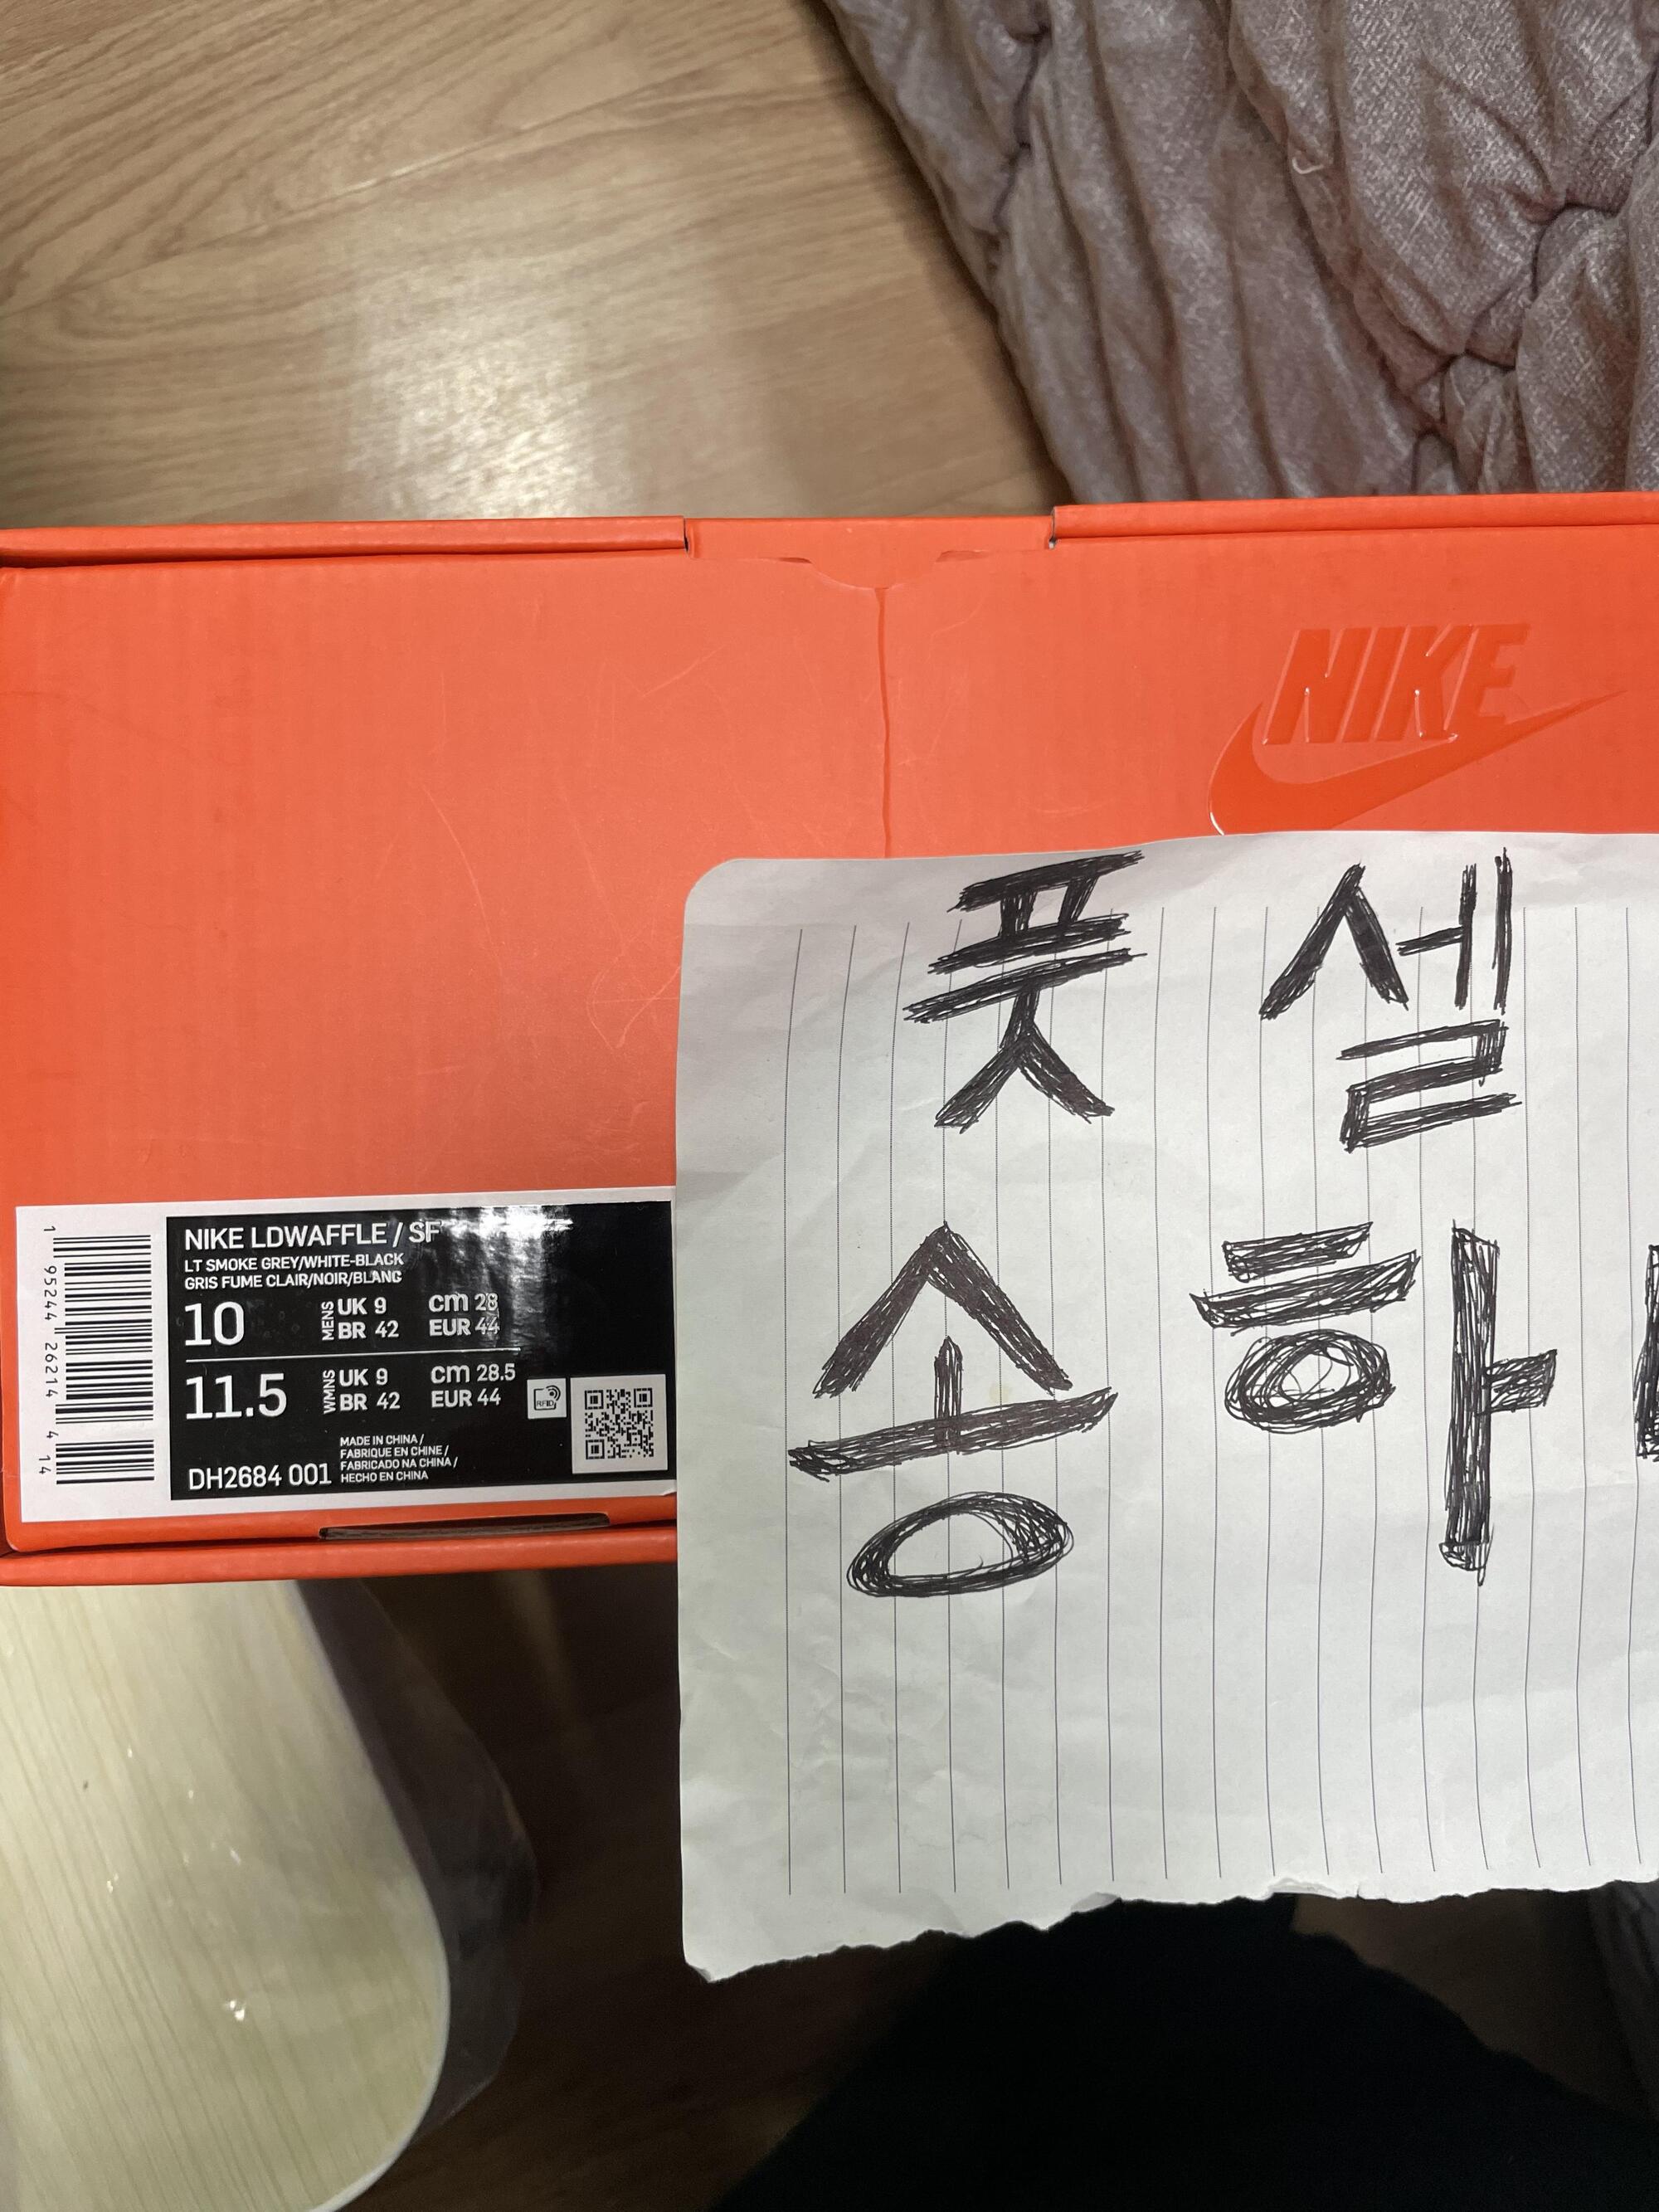 NIKE
풋셀
송하
NIKE LDWAFFLE / SF
LT SMOKE GREY/WHITE-BLACK
GRIS FUME CLAIR/NOIR/BLANC
10 MENS UK 9 cm 28
BR 42 EUR 44
11.5 WMNS UK 9 cm 28.5
BR 42 EUR 44
RFID
MADE IN CHINA /
FABRIQUE EN CHINE /
FABRICADO NA CHINA /
HECHO EN CHINA
DH2684 001
1 95244 26214 4 14